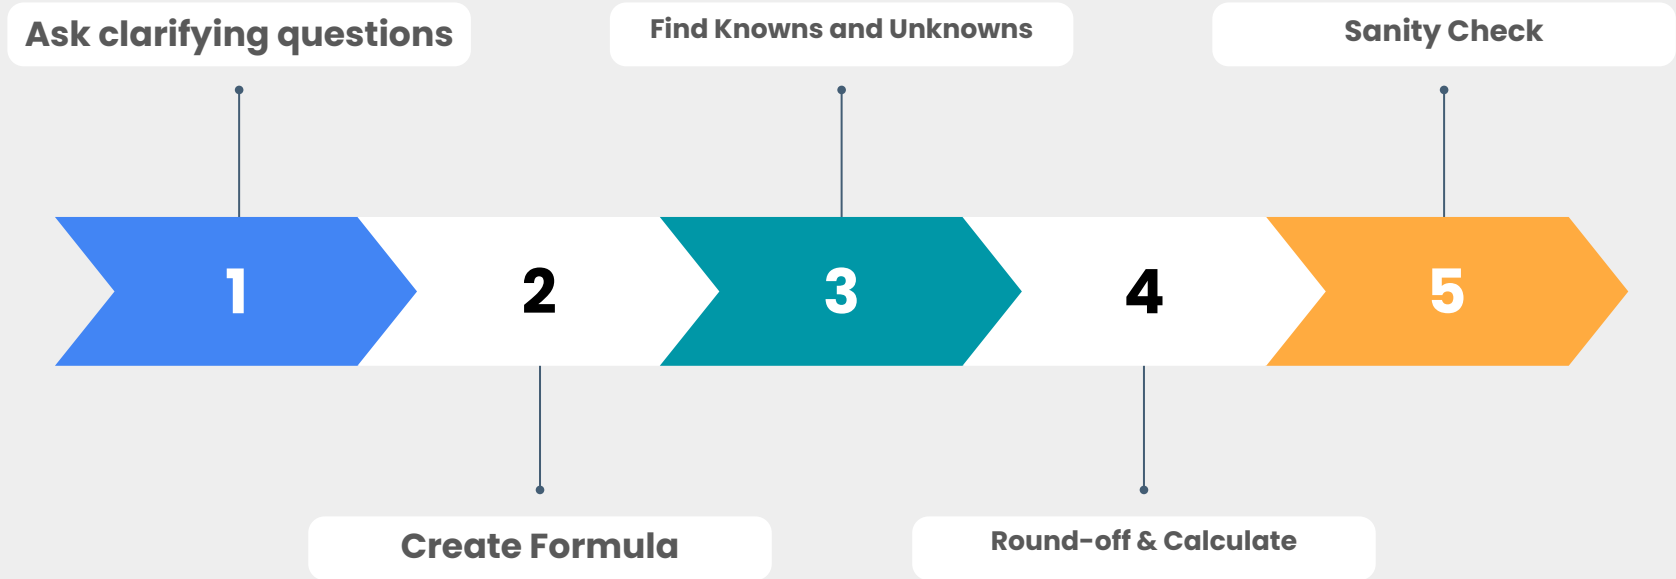 Ask clarifying questions
Find Knowns and Unknowns
Sanity Check
1
2
3
4
5
Create Formula
Round-off & Calculate